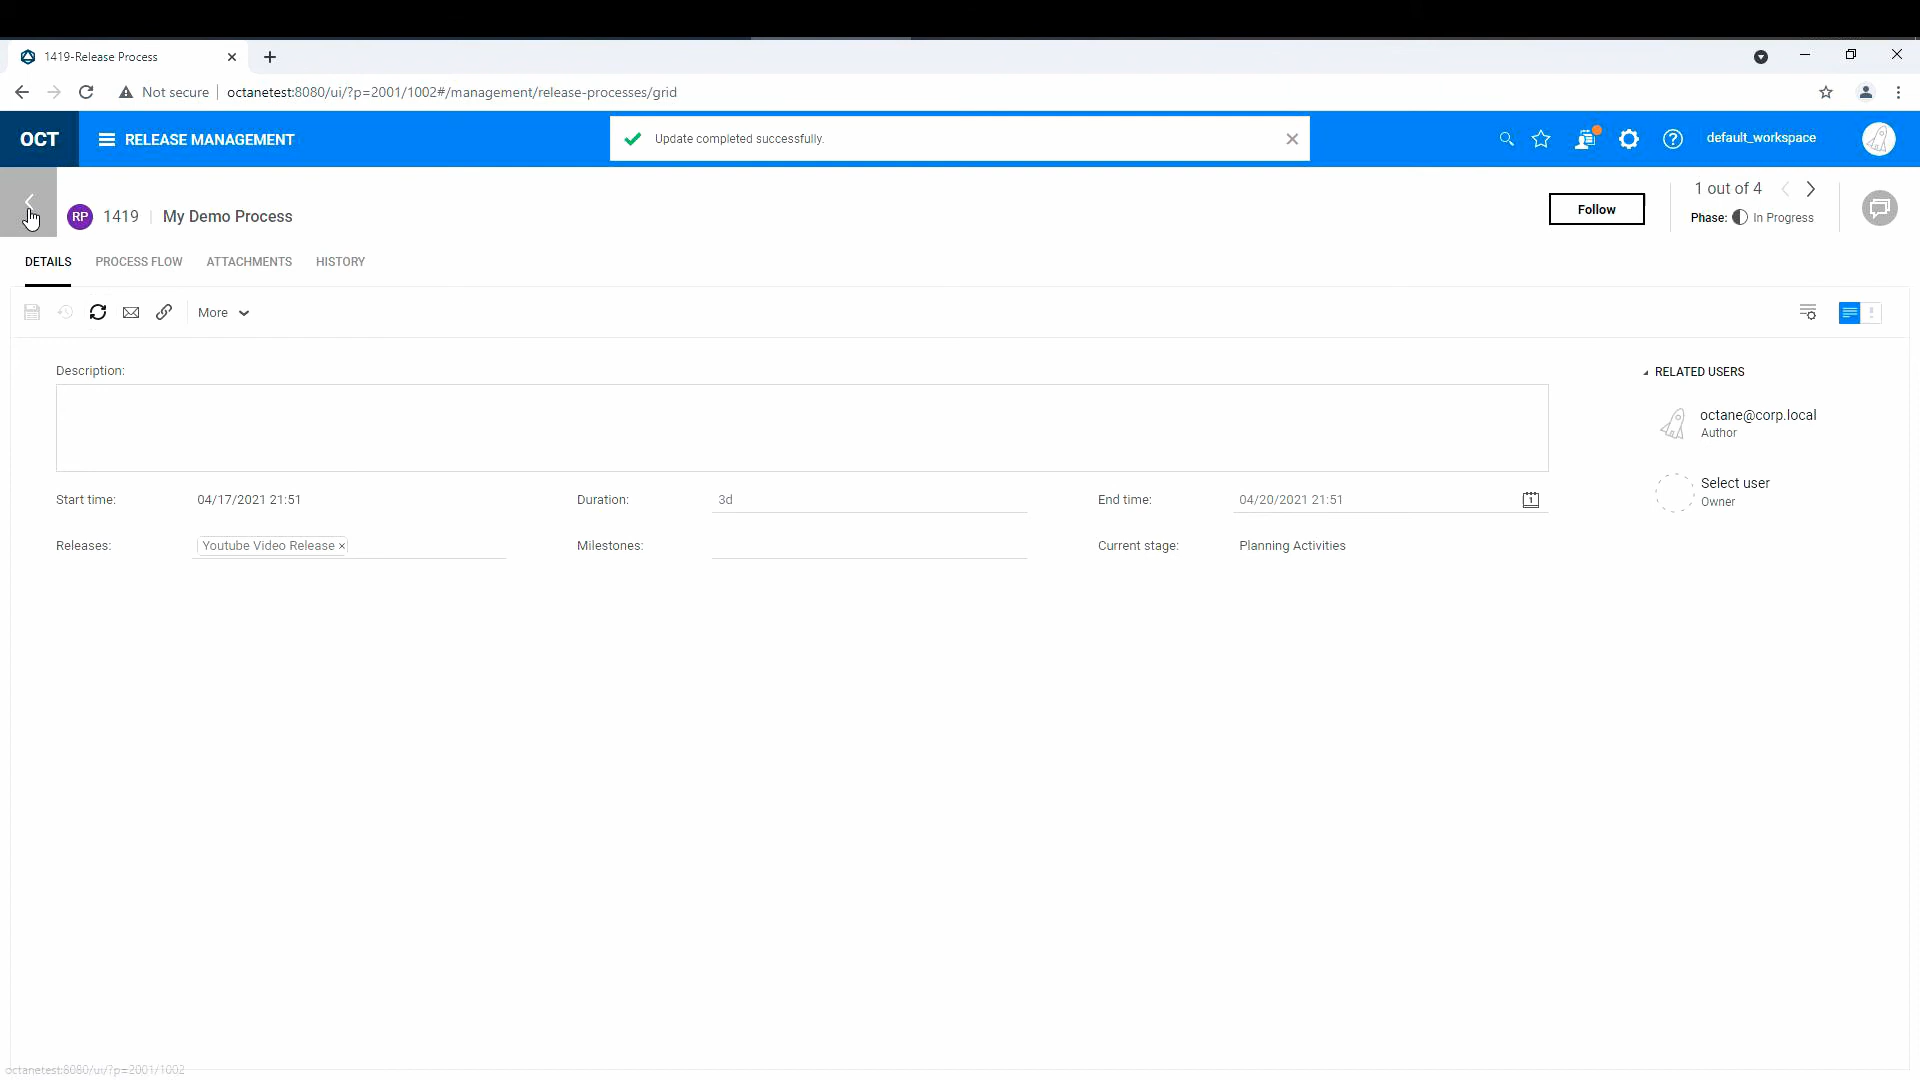 1419-Release Process
Not secure octanetest:8080/ui/?p=2001/1002#/management/release-processes/grid
OCT RELEASE MANAGEMENT Update completed successfully. default_workspace
1 out of 4
RP 1419 My Demo Process Follow
Phase: In Progress
DETAILS PROCESS FLOW ATTACHMENTS HISTORY
More
Description: RELATED USERS
octane@corp.local
Author
Select user
Owner
Start time: 04/17/2021 21:51 Duration: 3d End time: 04/20/2021 21:51
Releases: Youtube Video Release × Milestones: Current stage: Planning Activities
octanetest:8080/ui/?p=2001/1002